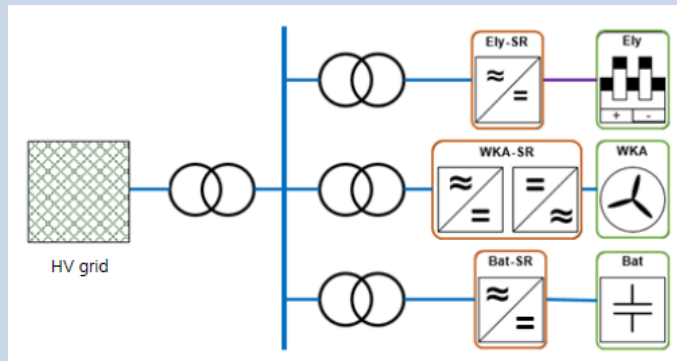 Ely-SR
Ely
+ -
WKA-SR
WKA
HV grid
Bat-SR
Bat